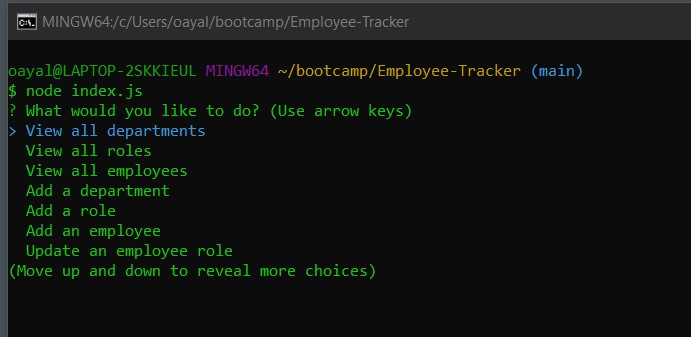 MINGW64:/c/Users/oayal/bootcamp/Employee-Tracker
oayal@LAPTOP-2SKKIEUL MINGW64 ~/bootcamp/Employee-Tracker (main)
$ node index.js
? What would you like to do? (Use arrow keys)
> View all departments
  View all roles
  View all employees
  Add a department
  Add a role
  Add an employee
  Update an employee role
(Move up and down to reveal more choices)